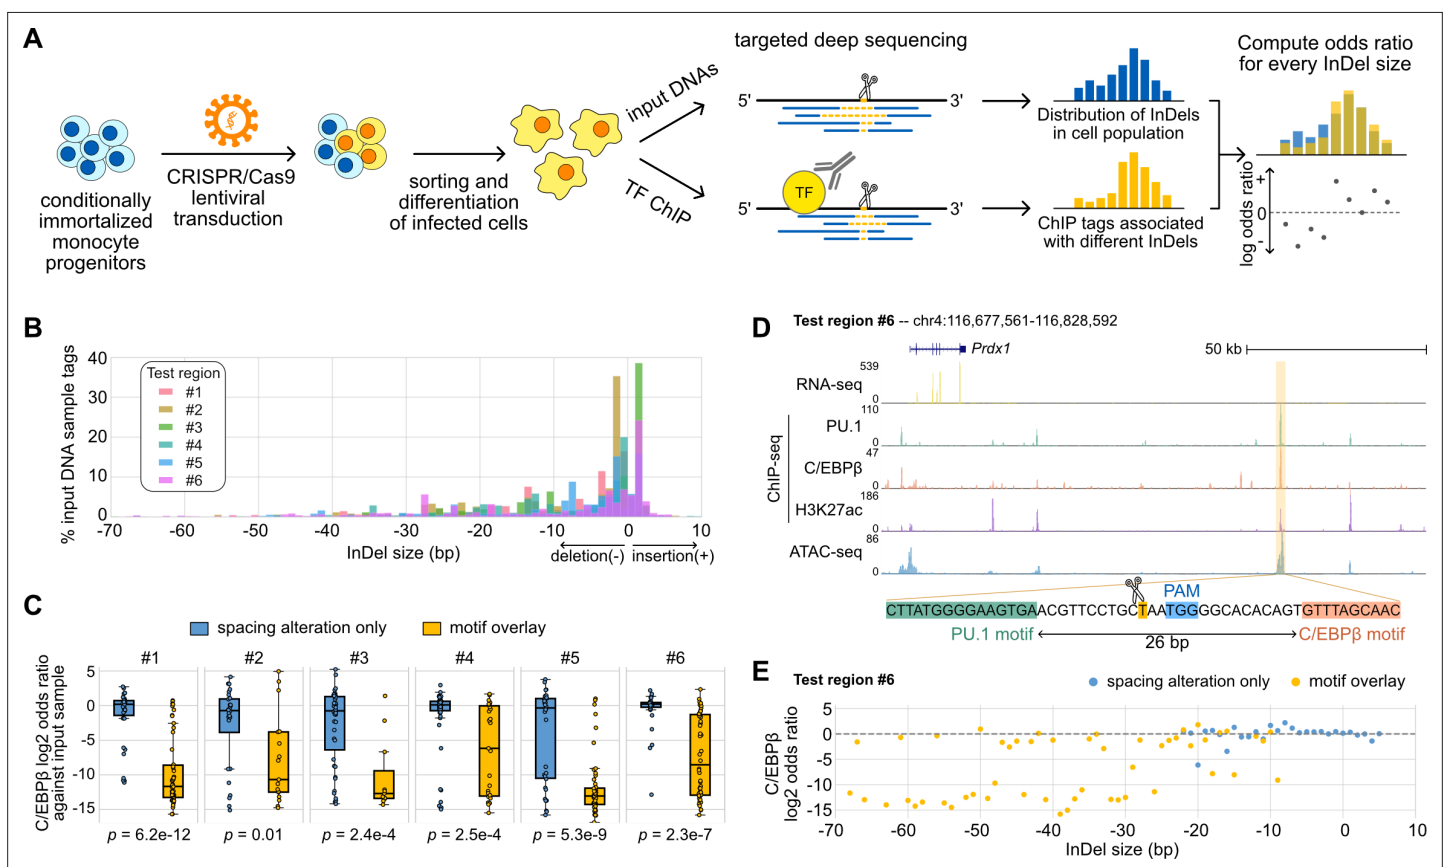 A
conditionally
immortalized
monocyte
progenitors
CRISPR/Cas9
lentiviral
transduction
sorting and
differentiation
of infected cells
input DNAs
TF ChIP
targeted deep sequencing
5' 3'
TF
5' 3'
Distribution of InDels
in cell population
ChIP tags associated
with different InDels
Compute odds ratio
for every InDel size
log odds ratio
+
0
-
B
% input DNA sample tags
40
30
20
10
0
Test region
#1
#2
#3
#4
#5
#6
-70 -60 -50 -40 -30 -20 -10 0 10
InDel size (bp)
deletion(-) insertion(+)
C
spacing alteration only motif overlay
C/EBPβ log2 odds ratio
against input sample
5
0
-5
-10
-15
#1 #2 #3 #4 #5 #6
p = 6.2e-12 p = 0.01 p = 2.4e-4 p = 2.5e-4 p = 5.3e-9 p = 2.3e-7
D Test region #6 -- chr4:116,677,561-116,828,592
Prdx1 50 kb
RNA-seq 539 0
ChIP-seq
PU.1 110 0
C/EBPβ 47 0
H3K27ac 186 0
ATAC-seq 86 0
PAM
CTTATGGGGAAGTGAACGTTCCTGCTAATGGGGCACACAGTGTTTAGCAAC
PU.1 motif 26 bp C/EBPβ motif
E Test region #6 spacing alteration only motif overlay
C/EBPβ
log2 odds ratio
5
0
-5
-10
-15
-70 -60 -50 -40 -30 -20 -10 0 10
InDel size (bp)